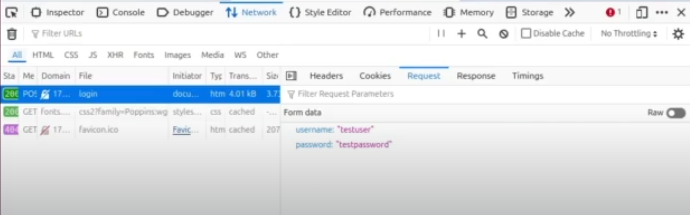 Inspector Console Debugger Network Style Editor Performance Memory Storage 1
Filter URLs Disable Cache No Throttling
All HTML CSS JS XHR Fonts Images Media WS Other
Sta Me Domain File Initiator Typ Trans... Siz Headers Cookies Request Response Timings
200 POS 17... login docu... htm 4.01 kB 3.7 Filter Request Parameters
200 GET fonts.... css2?family=Poppins:wg styles... css cached -... Form data Raw
404 GET 17... favicon.ico Favic... htm cached 207 username: "testuser"
password: "testpassword"